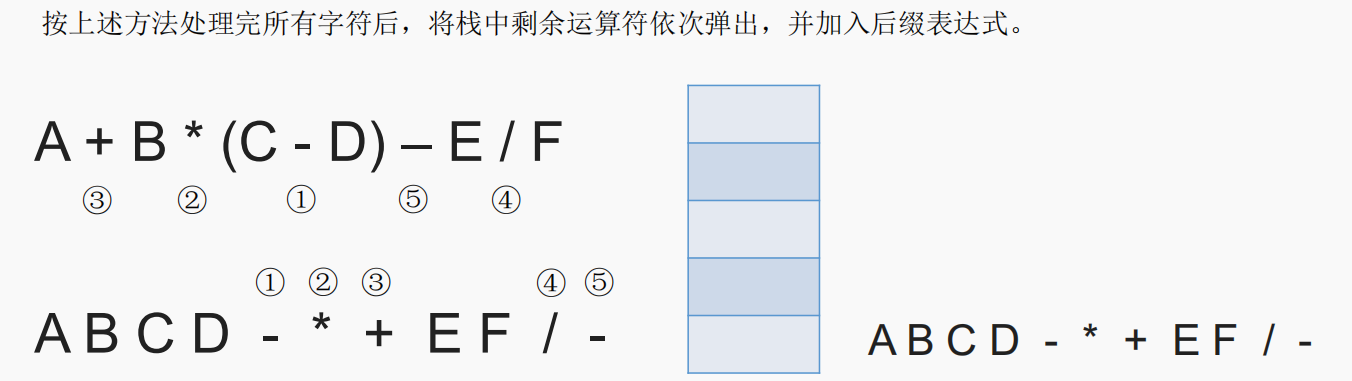 按上述方法处理完所有字符后，将栈中剩余运算符依次弹出，并加入后缀表达式。
A + B * (C - D) – E / F
③ ② ① ⑤ ④
① ② ③ ④ ⑤
A B C D - * + E F / -
A B C D - * + E F / -